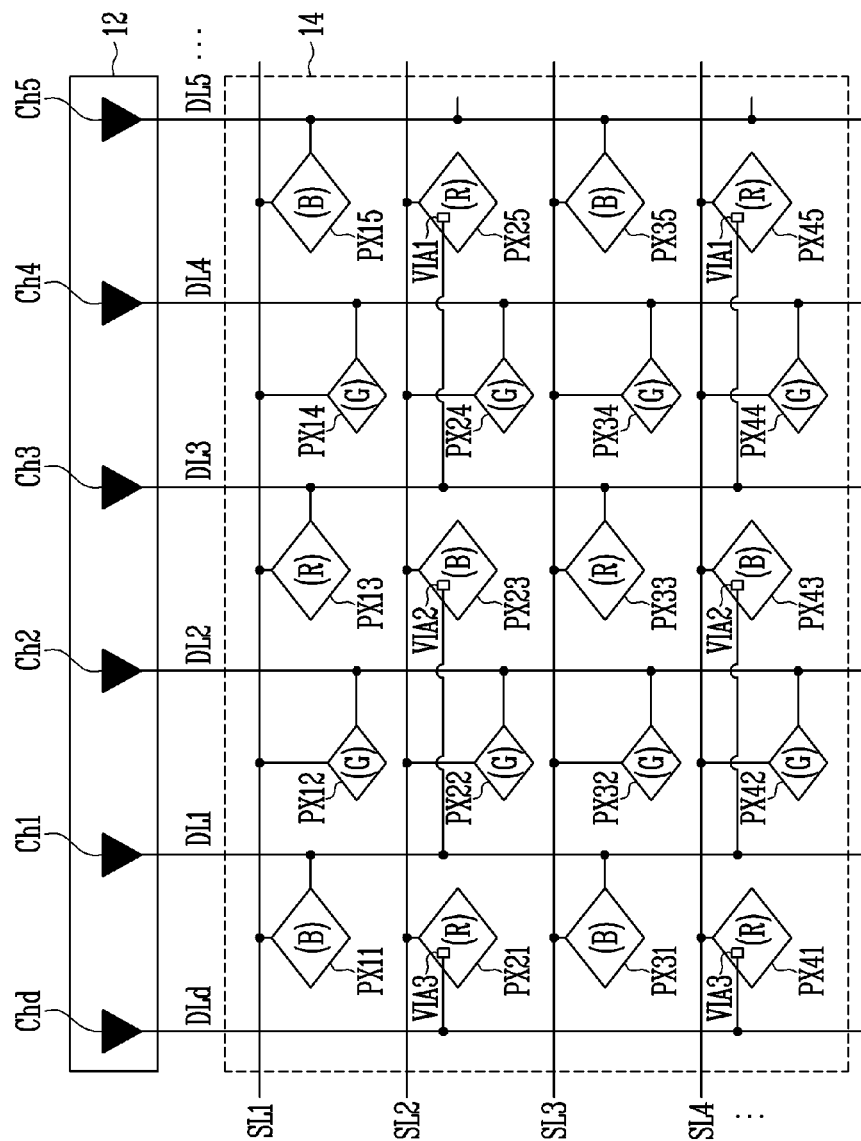 Chd Ch1 Ch2 Ch3 Ch4 Ch5
12
DLd DL1 DL2 DL3 DL4 DL5 ...
14
SL1
(B) (G) (R) (G) (B)
PX11 PX12 PX13 PX14 PX15
SL2
VIA3 VIA2 VIA1
(R) (G) (B) (G) (R)
PX21 PX22 PX23 PX24 PX25
SL3
(B) (G) (R) (G) (B)
PX31 PX32 PX33 PX34 PX35
SL4
VIA3 VIA2 VIA1
(R) (G) (B) (G) (R)
PX41 PX42 PX43 PX44 PX45
...